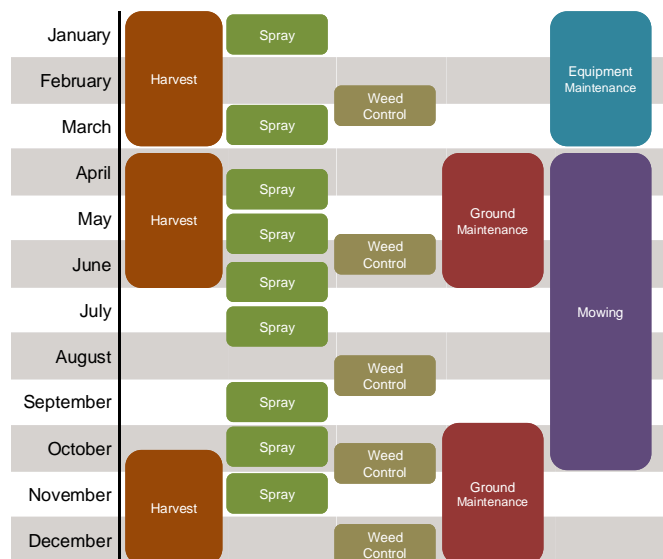 January
February
March
April
May
June
July
August
September
October
November
December
Harvest
Harvest
Harvest
Spray
Spray
Spray
Spray
Spray
Spray
Spray
Spray
Spray
Weed
Control
Weed
Control
Weed
Control
Weed
Control
Weed
Control
Ground
Maintenance
Ground
Maintenance
Equipment
Maintenance
Mowing